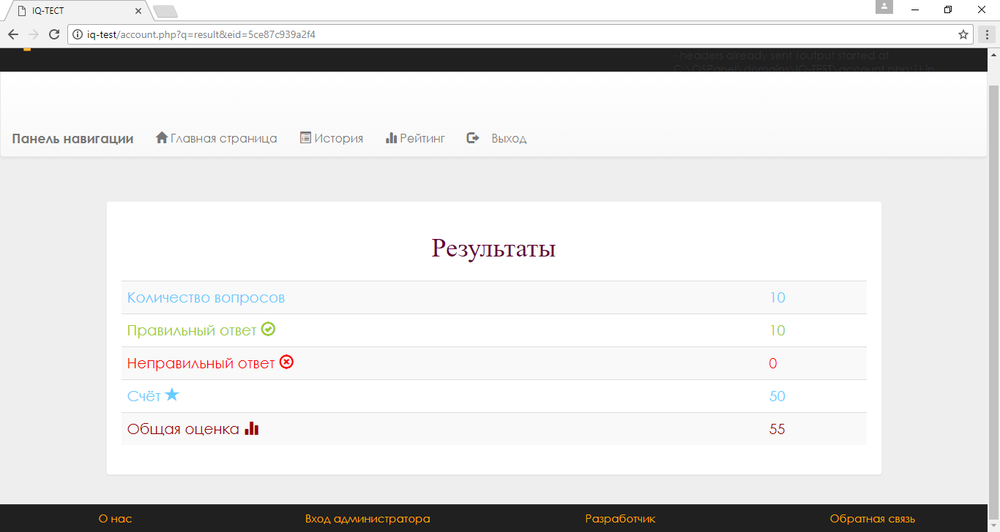 IQ-ТЕСТ
iq-test/account.php?q=result&eid=5ce87c939a2f4
- headers already sent (output started at
C:\OSPanel\domains\IQ-TEST\account.php:1) in
Панель навигации Главная страница История Рейтинг Выход
Результаты
Количество вопросов 10
Правильный ответ 10
Неправильный ответ 0
Счёт 50
Общая оценка 55
О нас Вход администратора Разработчик Обратная связь